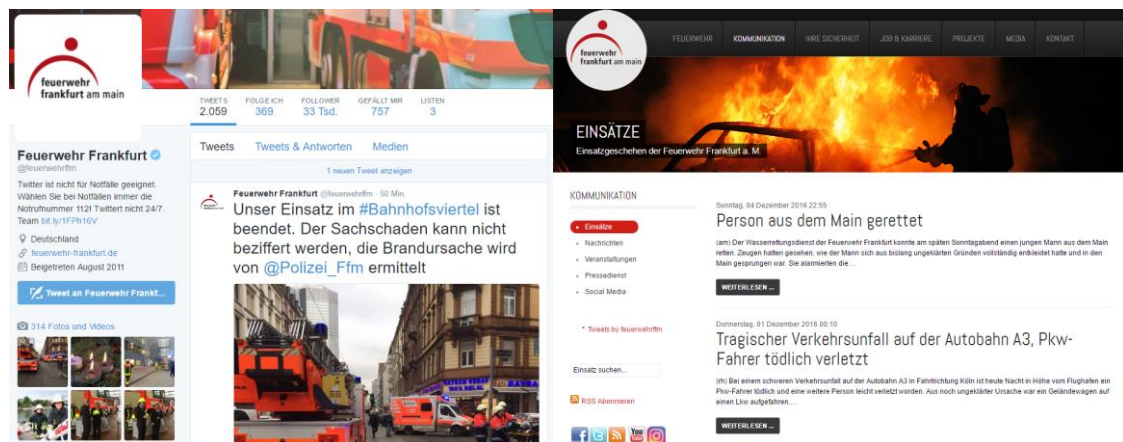 feuerwehr
frankfurt am main
TWEETS
2.059
FOLGE ICH
369
FOLLOWER
33 Tsd.
GEFÄLLT MIR
757
LISTEN
3
Feuerwehr Frankfurt
@feuerwehrffm
Twitter ist nicht für Notfälle geeignet.
Wählen Sie bei Notfällen immer die
Notrufnummer 112! Twittert nicht 24/7.
Team bit.ly/1FPh16V
Deutschland
feuerwehr-frankfurt.de
Beigetreten August 2011
Tweet an Feuerwehr Frankf...
314 Fotos und Videos
Tweets Tweets & Antworten Medien
1 neuen Tweet anzeigen
Feuerwehr Frankfurt @feuerwehrffm · 50 Min.
Unser Einsatz im #Bahnhofsviertel ist
beendet. Der Sachschaden kann nicht
beziffert werden, die Brandursache wird
von @Polizei_Ffm ermittelt
feuerwehr
frankfurt am main
FEUERWEHR KOMMUNIKATION IHRE SICHERHEIT JOB & KARRIERE PROJEKTE MEDIA KONTAKT
EINSÄTZE
Einsatzgeschehen der Feuerwehr Frankfurt a. M.
KOMMUNIKATION
Einsätze
Nachrichten
Veranstaltungen
Pressedienst
Social Media
Tweets by feuerwehrffm
Einsatz suchen...
RSS Abonnieren
You
Sonntag, 04 Dezember 2016 22:55
Person aus dem Main gerettet
(am) Der Wasserrettungsdienst der Feuerwehr Frankfurt konnte am späten Sonntagabend einen jungen Mann aus dem Main
retten. Zeugen hatten gesehen, wie der Mann sich aus bislang ungeklärten Gründen vollständig entkleidet hatte und in den
Main gesprungen war. Sie alarmierten die...
WEITERLESEN ...
Donnerstag, 01 Dezember 2016 00:10
Tragischer Verkehrsunfall auf der Autobahn A3, Pkw-
Fahrer tödlich verletzt
(rh) Bei einem schweren Verkehrsunfall auf der Autobahn A3 in Fahrtrichtung Köln ist heute Nacht in Höhe vom Flughafen ein
Pkw-Fahrer tödlich und eine weitere Person leicht verletzt worden. Aus noch ungeklärter Ursache war ein Geländewagen auf
einen Lkw aufgefahren....
WEITERLESEN ...